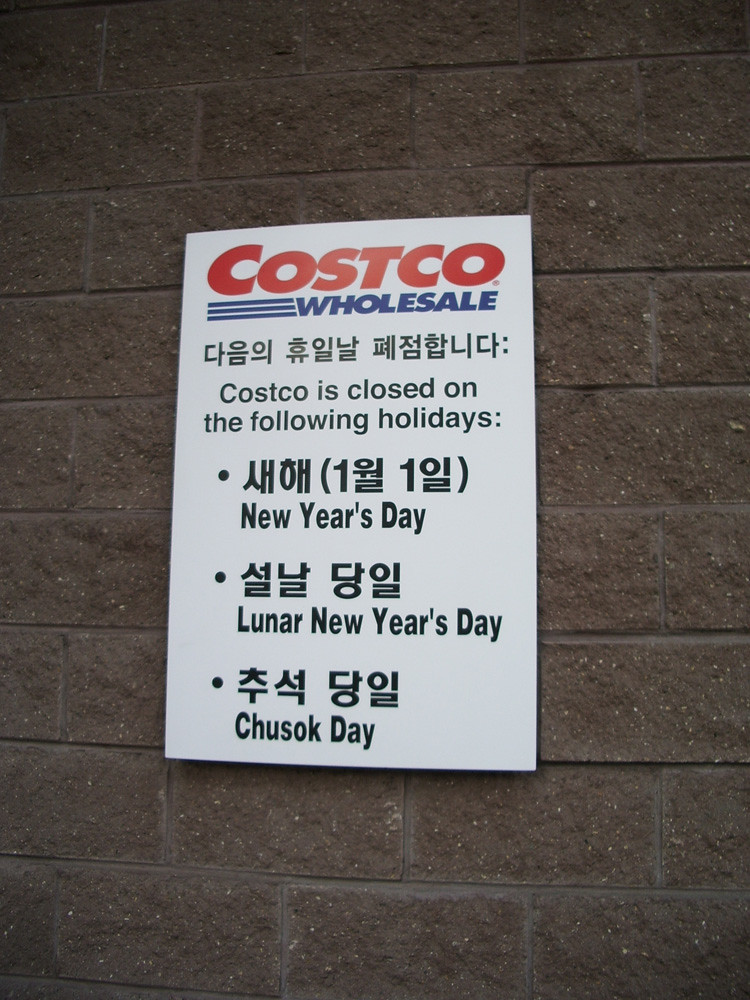 COSTCO
WHOLESALE
다음의 휴일날 폐점합니다:
Costco is closed on
the following holidays:
• 새해 (1월 1일)
New Year's Day
• 설날 당일
Lunar New Year's Day
• 추석 당일
Chusok Day